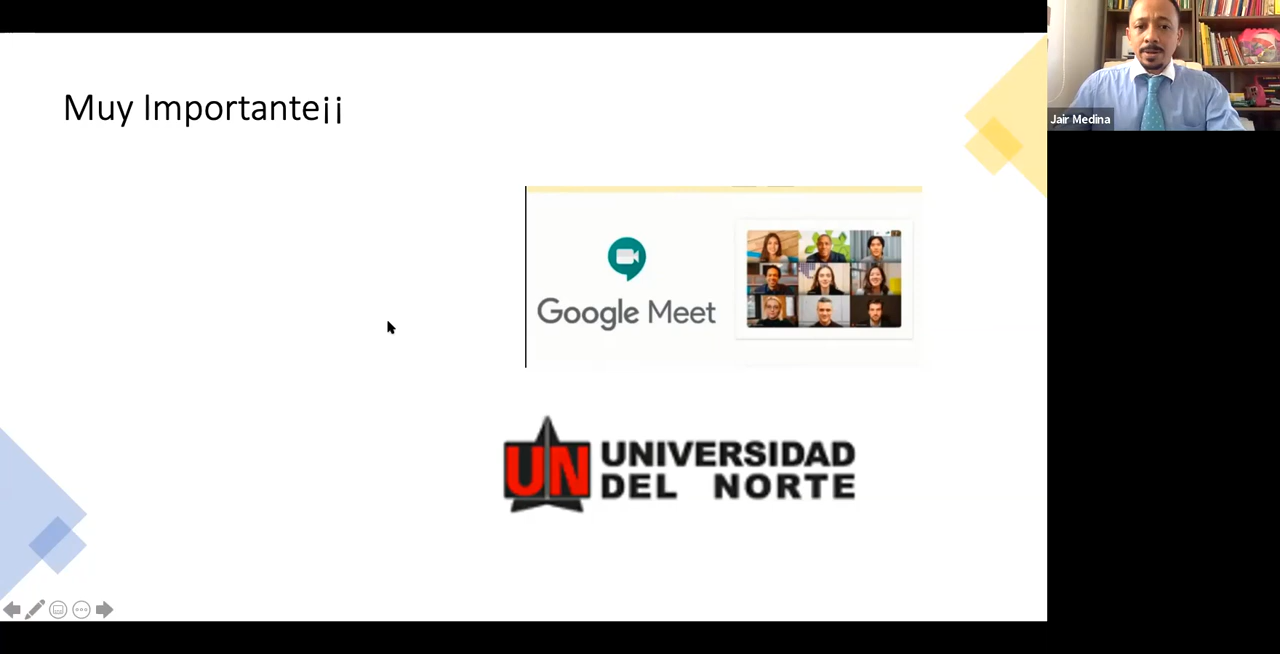 Muy Importante¡¡
Jair Medina
Google Meet
UN UNIVERSIDAD
DEL NORTE